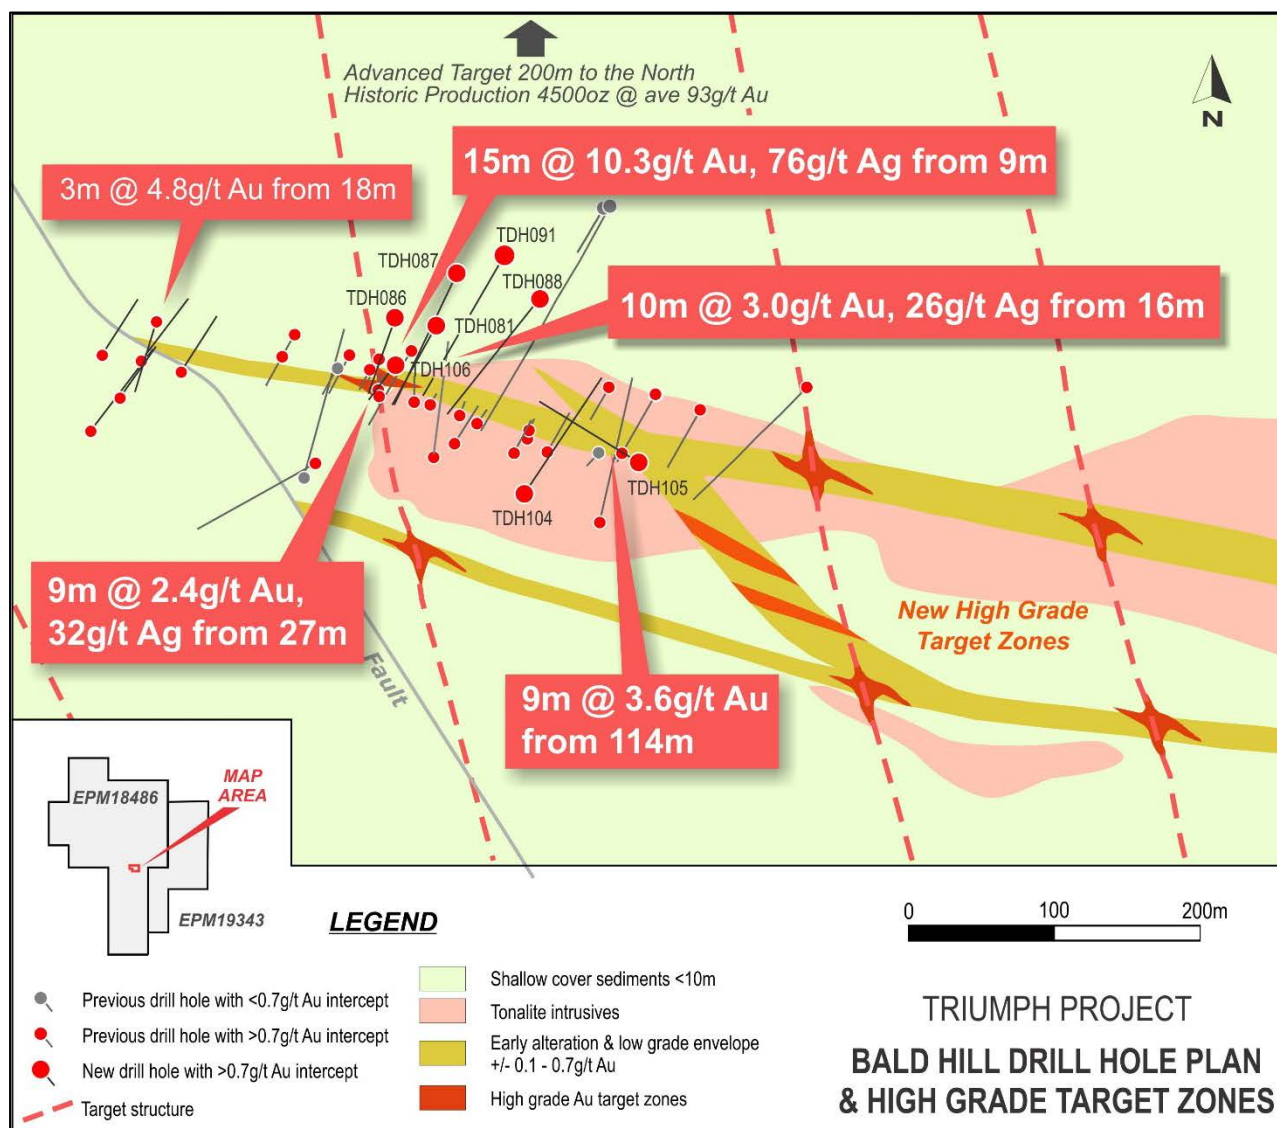 Advanced Target 200m to the North
Historic Production 4500oz @ ave 93g/t Au
N
15m @ 10.3g/t Au, 76g/t Ag from 9m
3m @ 4.8g/t Au from 18m
TDH091
TDH087
TDH088
10m @ 3.0g/t Au, 26g/t Ag from 16m
TDH086
TDH081
TDH106
TDH105
TDH104
9m @ 2.4g/t Au,
32g/t Ag from 27m
New High Grade
Target Zones
Fault
9m @ 3.6g/t Au
from 114m
MAP
AREA
EPM18486
EPM19343
0 100 200m
LEGEND
Previous drill hole with <0.7g/t Au intercept
Previous drill hole with >0.7g/t Au intercept
New drill hole with >0.7g/t Au intercept
Target structure
Shallow cover sediments <10m
Tonalite intrusives
Early alteration & low grade envelope
+/- 0.1 - 0.7g/t Au
High grade Au target zones
TRIUMPH PROJECT
BALD HILL DRILL HOLE PLAN
& HIGH GRADE TARGET ZONES